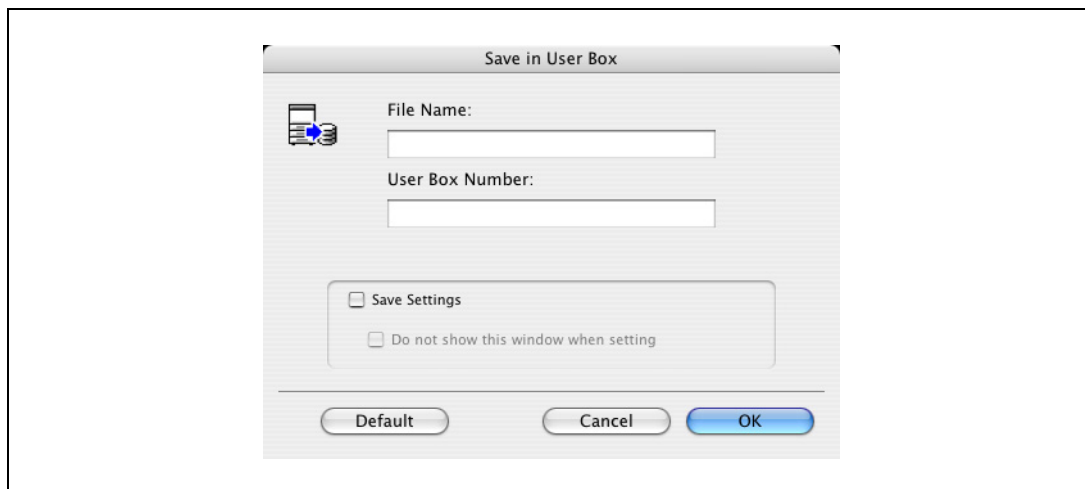 Save in User Box
File Name:
User Box Number:
Save Settings
Do not show this window when setting
Default Cancel OK